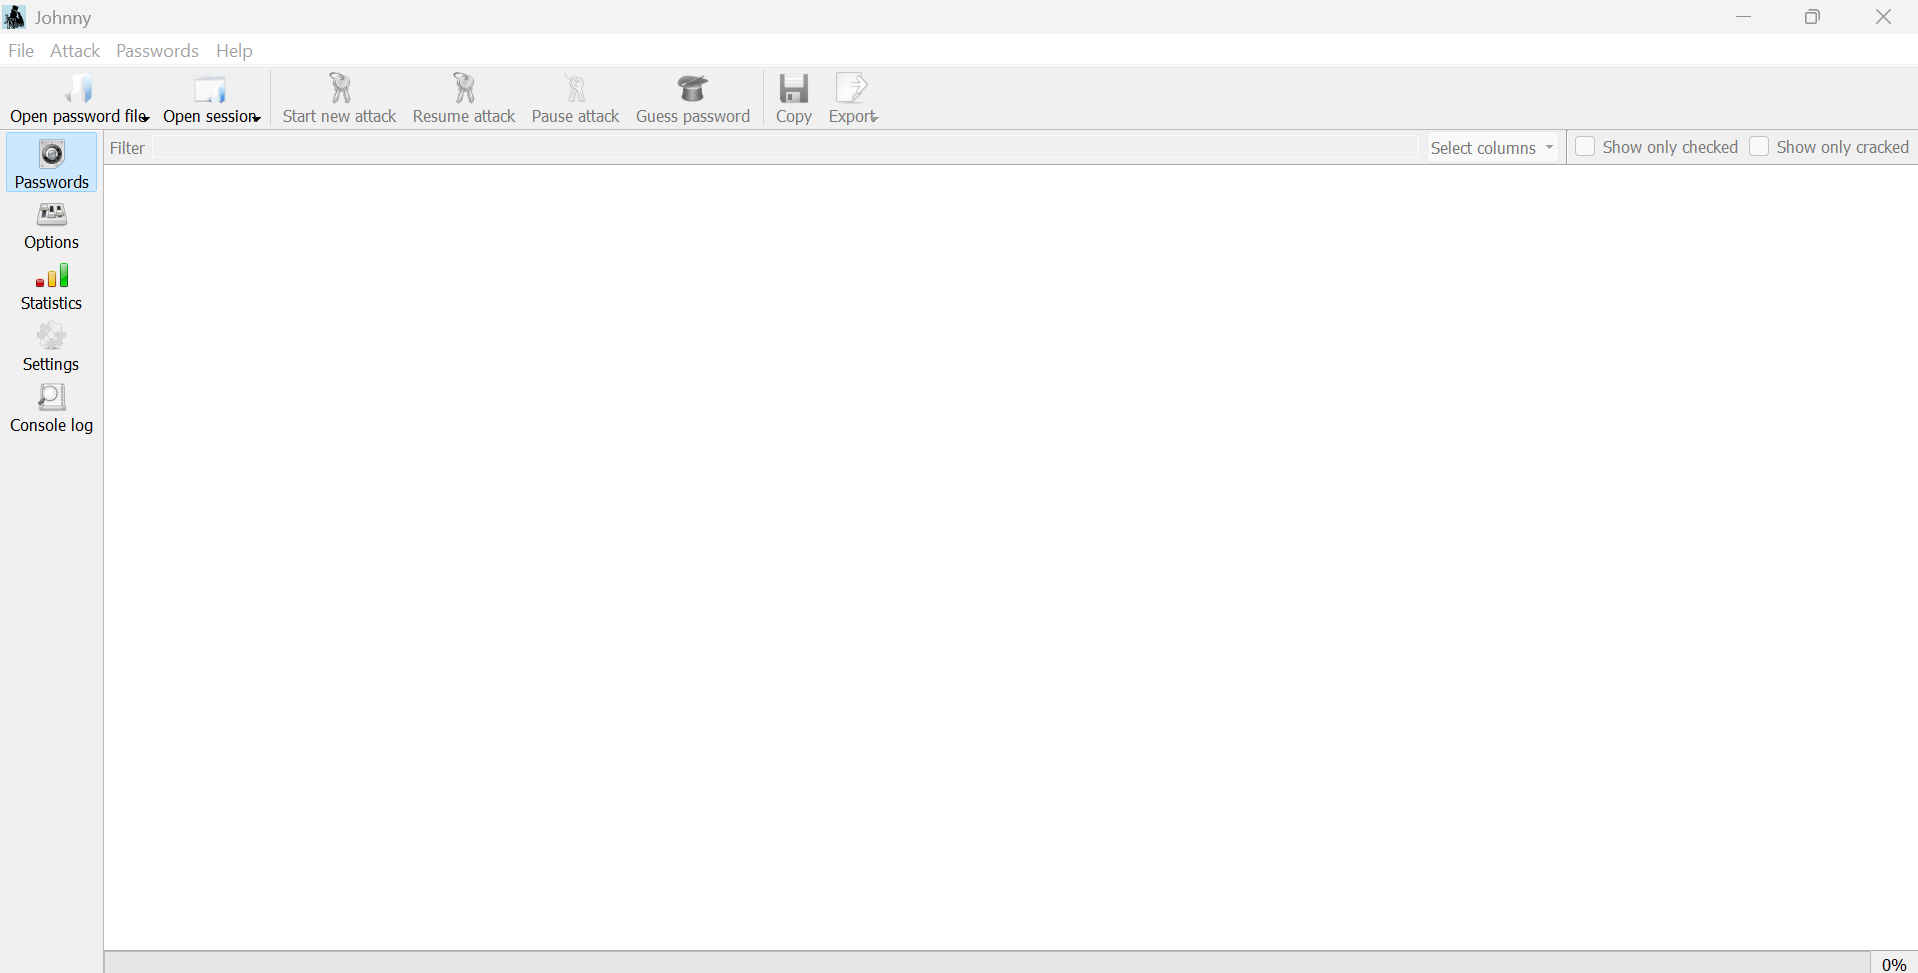 Johnny
File Attack Passwords Help
Open password file Open session Start new attack Resume attack Pause attack Guess password Copy Export
Passwords
Filter Select columns Show only checked Show only cracked
Options
Statistics
Settings
Console log
0%